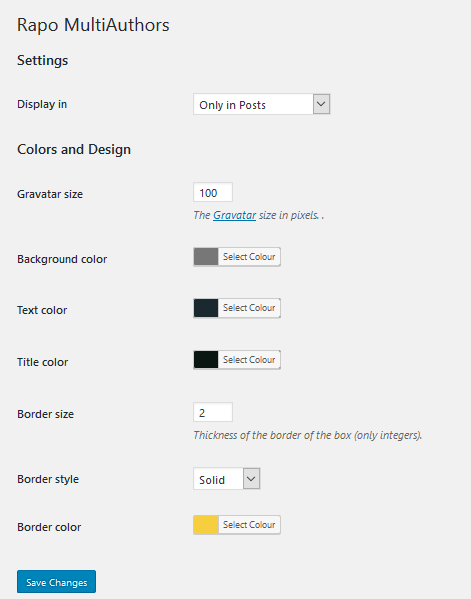 Rapo MultiAuthors
Settings
Display in Only in Posts
Colors and Design
Gravatar size 100
The Gravatar size in pixels. .
Background color Select Colour
Text color Select Colour
Title color Select Colour
Border size 2
Thickness of the border of the box (only integers).
Border style Solid
Border color Select Colour
Save Changes